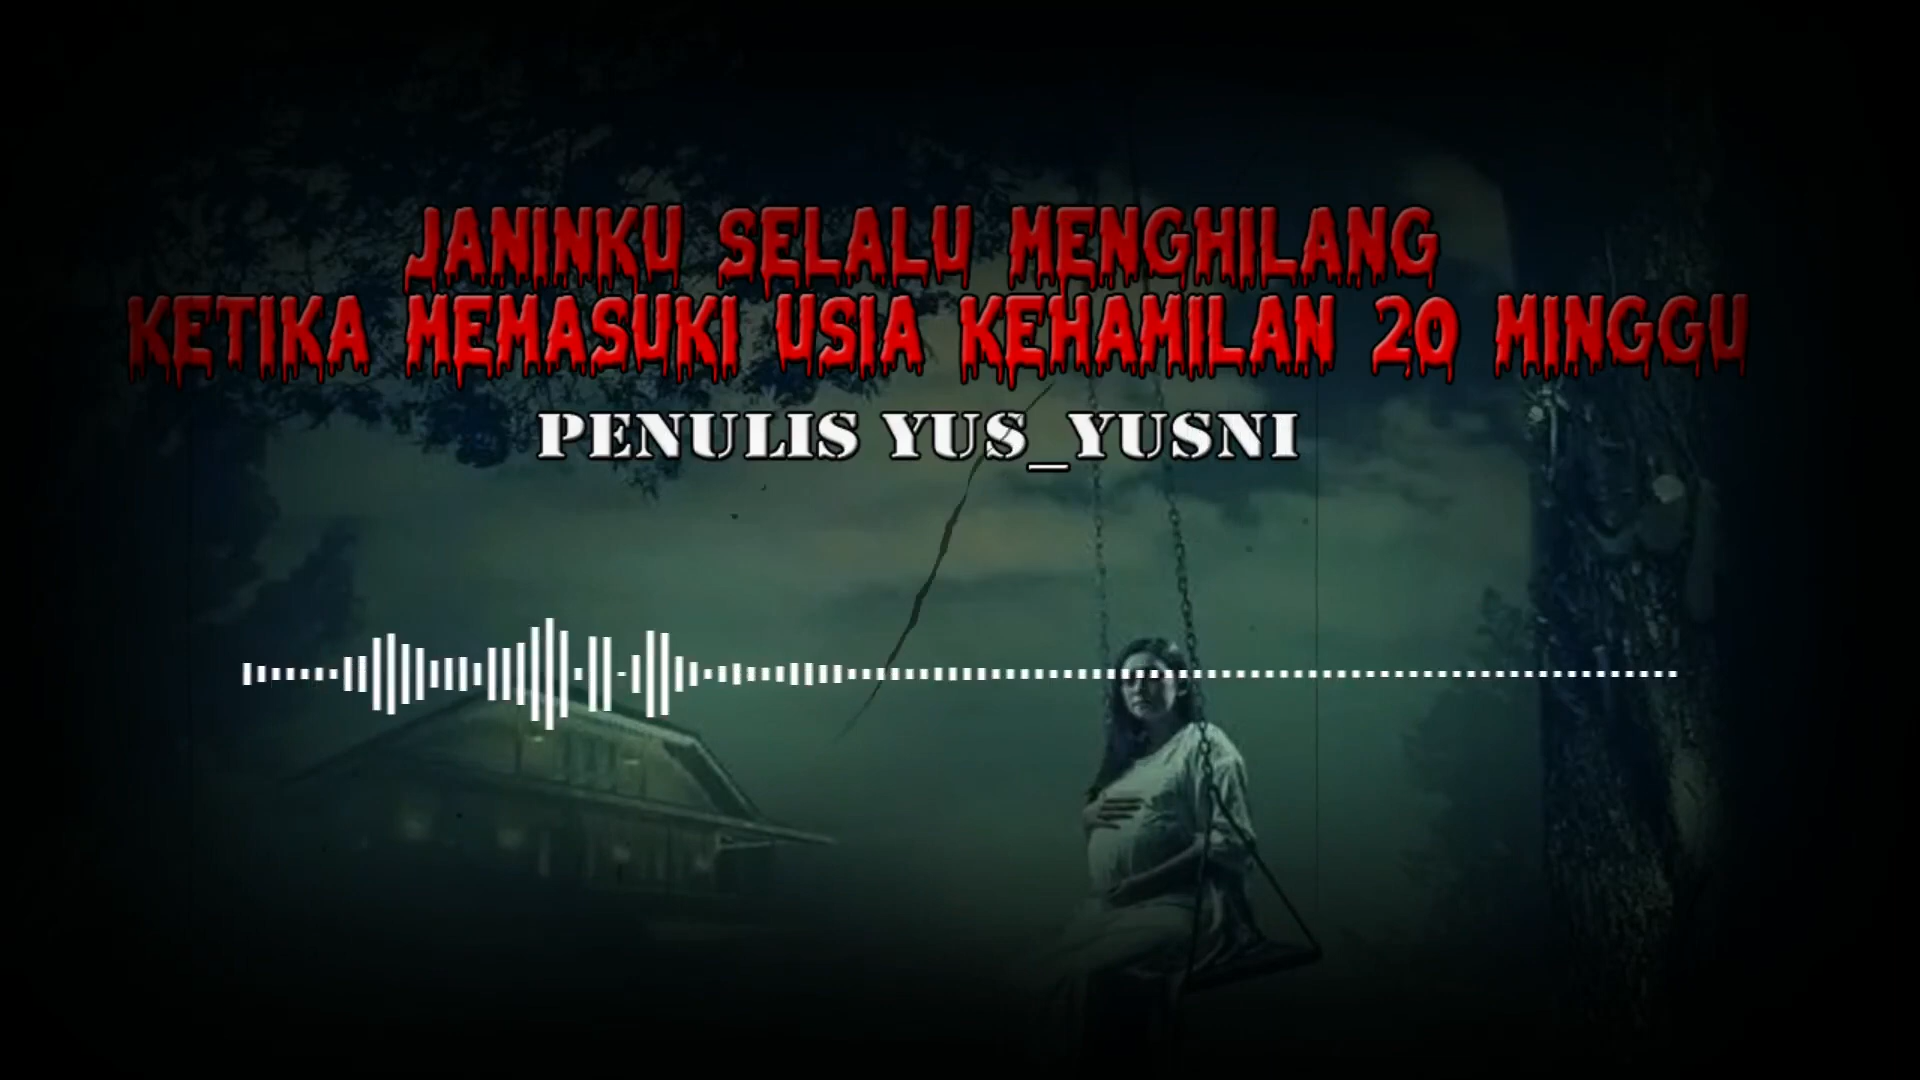 JANINKU SELALU MENGHILANG
KETIKA MEMASUKI USIA KEHAMILAN 20 MINGGU
PENULIS YUS_YUSNI